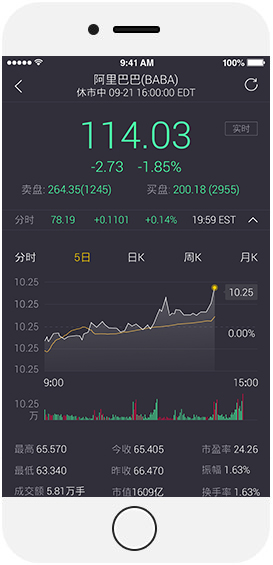 9:41 AM 100%
阿里巴巴(BABA)
休市中 09-21 16:00:00 EDT
114.03 实时
-2.73 -1.85%
卖盘: 264.35(1245) 买盘: 200.18 (2955)
分时 78.19 +0.1101 +0.14% 19:59 EST
分时 5日 日K 周K 月K
10.25
10.25 10.25
10.25 0.00%
10.25
10.25
9:00 15:00
10.25
万
最高 65.570 今收 65.405 市盈率 24.26
最低 63.340 昨收 66.470 振幅 1.63%
成交额 5.81万手 市值1609亿 换手率 1.63%